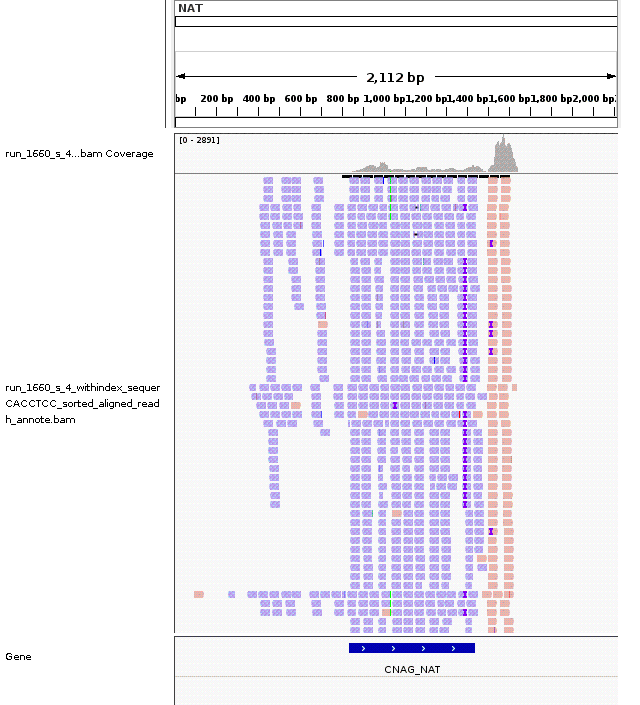 NAT
2,112 bp
bp 200 bp 400 bp 600 bp 800 bp 1,000 bp 1,200 bp 1,400 bp 1,600 bp 1,800 bp 2,000 bp
[0 - 2891]
run_1660_s_4...bam Coverage
run_1660_s_4_withindex_sequer
CACCTCC_sorted_aligned_read
h_annote.bam
Gene
CNAG_NAT